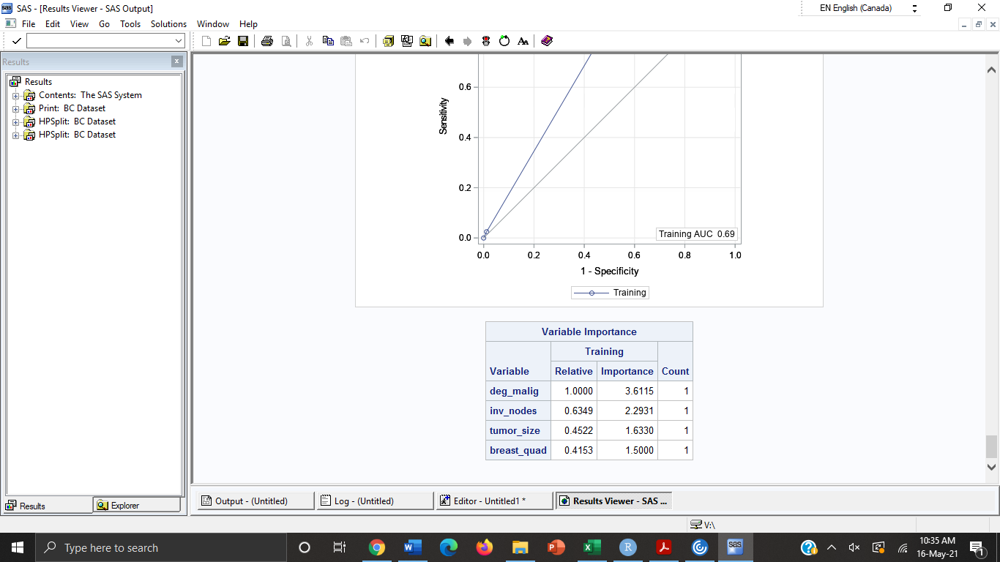 SAS - [Results Viewer - SAS Output]
EN English (Canada)
File Edit View Go Tools Solutions Window Help
Results
Results
Contents: The SAS System
Print: BC Dataset
HPSplit: BC Dataset
HPSplit: BC Dataset
Sensitivity
0.6
0.4
0.2
0.0
Training AUC 0.69
0.0 0.2 0.4 0.6 0.8 1.0
1 - Specificity
Training
Variable Importance
Training
Variable Relative Importance Count
deg_malig 1.0000 3.6115 1
inv_nodes 0.6349 2.2931 1
tumor_size 0.4522 1.6330 1
breast_quad 0.4153 1.5000 1
Results Explorer
Output - (Untitled) Log - (Untitled) Editor - Untitled1 * Results Viewer - SAS ...
V:\
Type here to search
10:35 AM
16-May-21
1